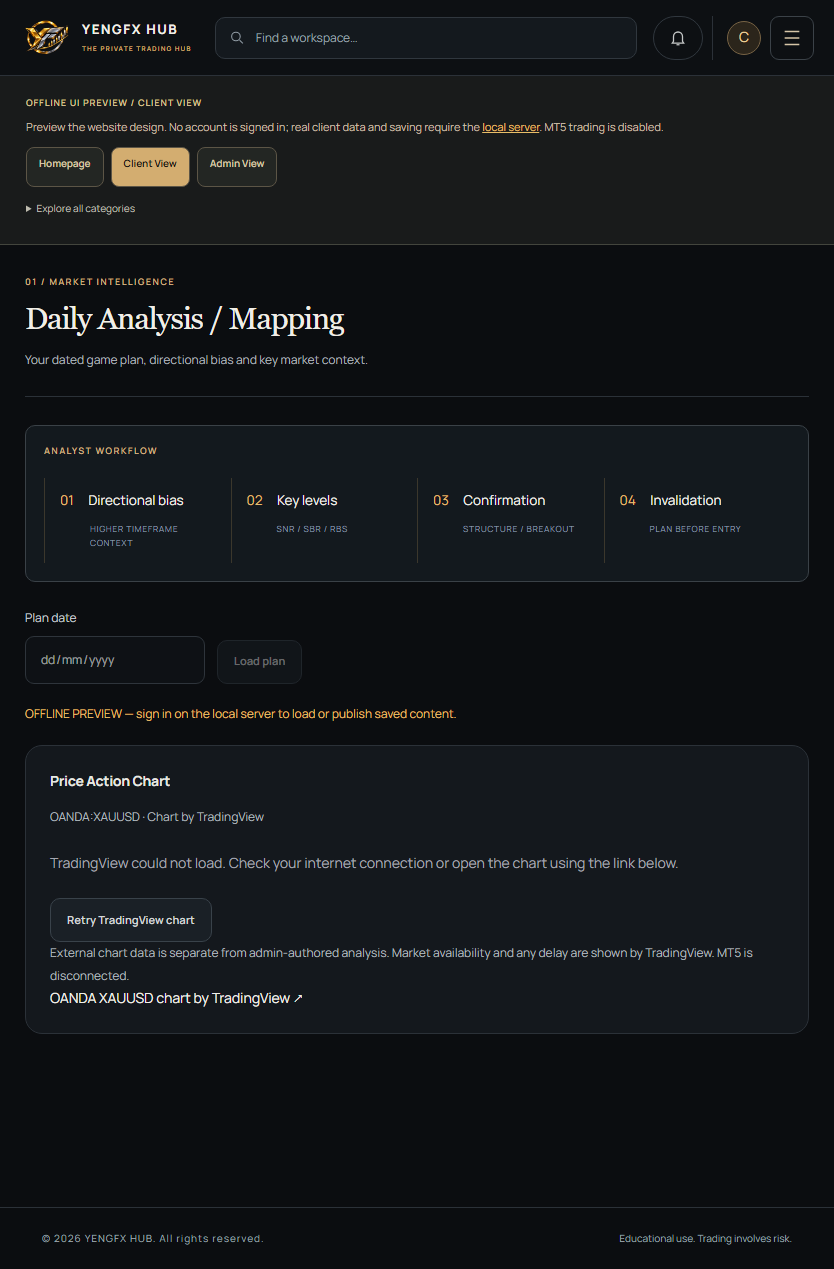 YENGFX HUB
THE PRIVATE TRADING HUB
Find a workspace...
C
OFFLINE UI PREVIEW / CLIENT VIEW
Preview the website design. No account is signed in; real client data and saving require the local server. MT5 trading is disabled.
Homepage
Client View
Admin View
▶ Explore all categories
01 / MARKET INTELLIGENCE
Daily Analysis / Mapping
Your dated game plan, directional bias and key market context.
ANALYST WORKFLOW
01 Directional bias
HIGHER TIMEFRAME
CONTEXT
02 Key levels
SNR / SBR / RBS
03 Confirmation
STRUCTURE / BREAKOUT
04 Invalidation
PLAN BEFORE ENTRY
Plan date
dd/mm/yyyy
Load plan
OFFLINE PREVIEW — sign in on the local server to load or publish saved content.
Price Action Chart
OANDA:XAUUSD · Chart by TradingView
TradingView could not load. Check your internet connection or open the chart using the link below.
Retry TradingView chart
External chart data is separate from admin-authored analysis. Market availability and any delay are shown by TradingView. MT5 is
disconnected.
OANDA XAUUSD chart by TradingView ↗
© 2026 YENGFX HUB. All rights reserved.
Educational use. Trading involves risk.